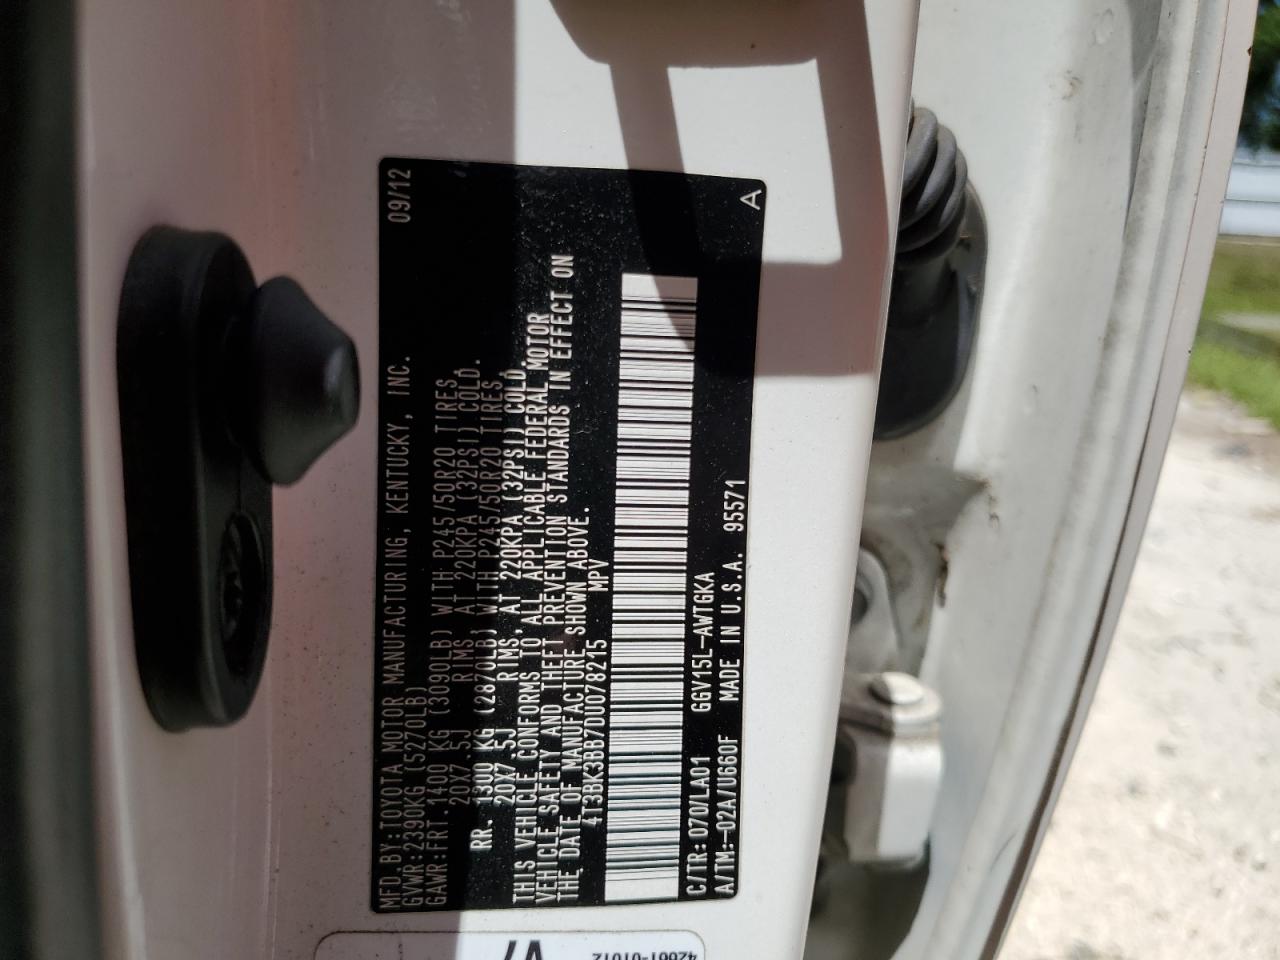 MFD.BY:TOYOTA MOTOR MANUFACTURING, KENTUCKY, INC. 09/12
GVWR:2390KG (5270LB)
GAWR:FRT. 1400 KG (3090LB) WITH P245/50R20 TIRES
20X7.5J RIMS, AT 220KPA (32PSI) COLD.
RR. 1300 KG (2870LB) WITH P245/50R20 TIRES
20X7.5J RIMS, AT 220KPA (32PSI) COLD.
THIS VEHICLE CONFORMS TO ALL APPLICABLE FEDERAL MOTOR
VEHICLE SAFETY AND THEFT PREVENTION STANDARDS IN EFFECT ON
THE DATE OF MANUFACTURE SHOWN ABOVE.
4T3BK3BB7DU078215 MPV
C/TR:070/LA01 GGV15L-AWTGKA
A/TM:-02A/U660F MADE IN U.S.A. 95571 A
42661-01012